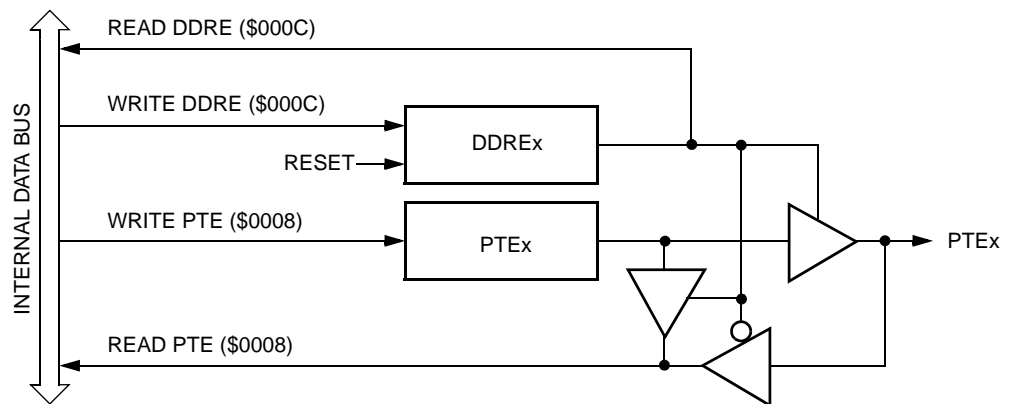 READ DDRE ($000C)
WRITE DDRE ($000C)
DDREx
RESET
WRITE PTE ($0008)
PTEx
PTEx
READ PTE ($0008)
INTERNAL DATA BUS